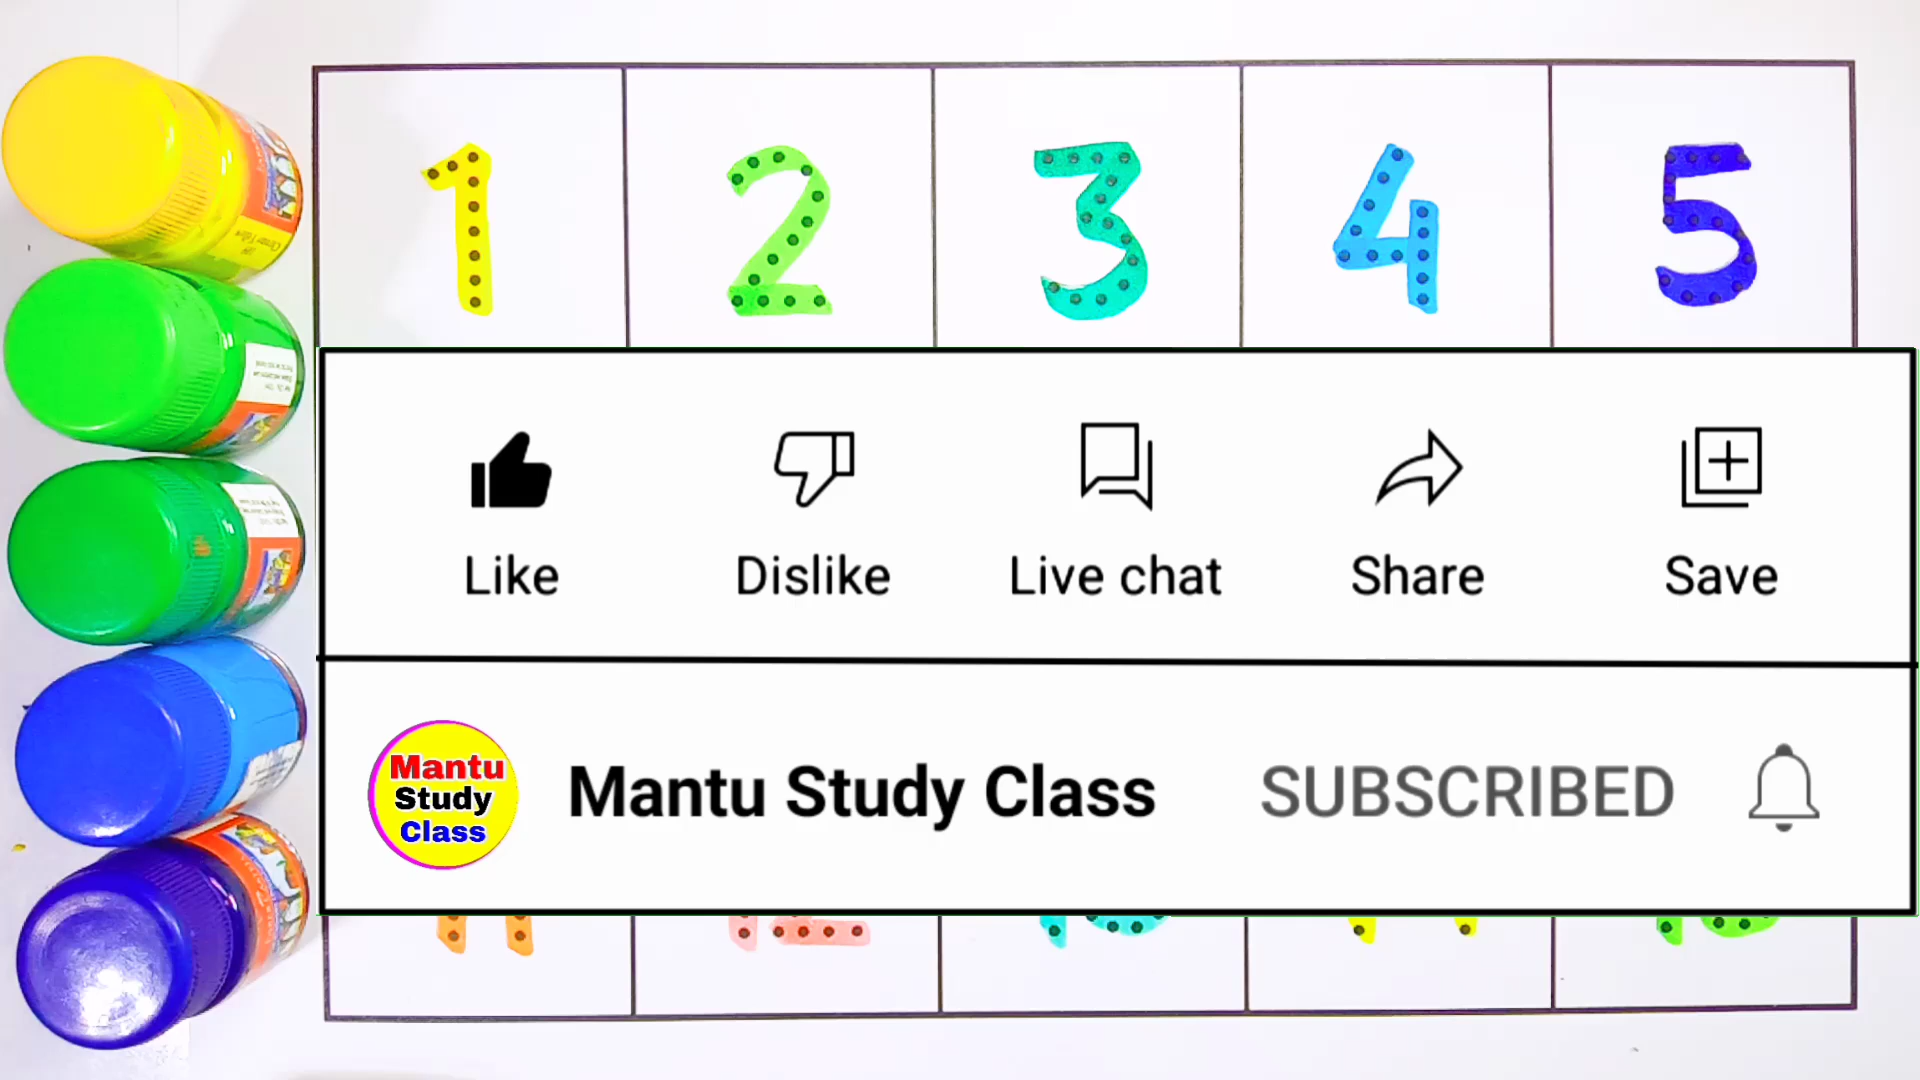 1 2 3 4 5
Like Dislike Live chat Share Save
Mantu
Study
Class
Mantu Study Class SUBSCRIBED